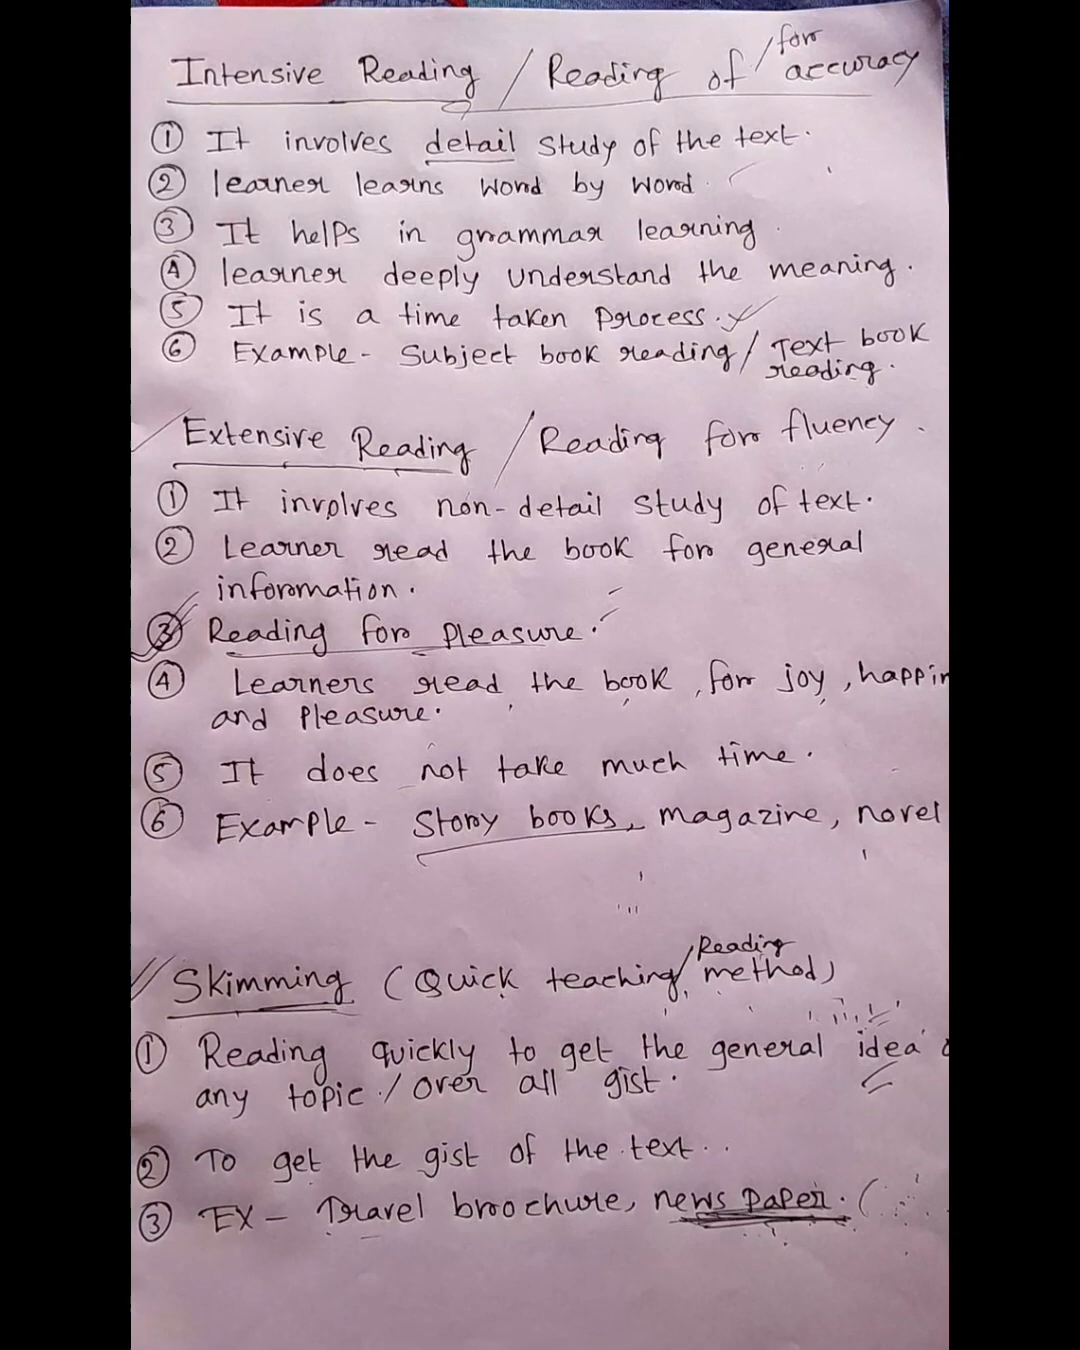 Intensive Reading / Reading of / for accuracy
① It involves detail study of the text.
② learner learns word by word.
③ It helps in grammar learning.
④ learner deeply understand the meaning.
⑤ It is a time taken process.
⑥ Example - Subject book reading / Text book
reading.
Extensive Reading / Reading for fluency.
① It involves non-detail study of text.
② Learner read the book for general
information.
③ Reading for pleasure.
④ Learners read the book, for joy, happin
and pleasure.
⑤ It does not take much time.
⑥ Example - Story books, magazine, novel
Skimming (Quick teaching / Reading method)
① Reading quickly to get the general idea
any topic. / over all gist.
② To get the gist of the text..
③ EX - Travel brochure, news paper. (